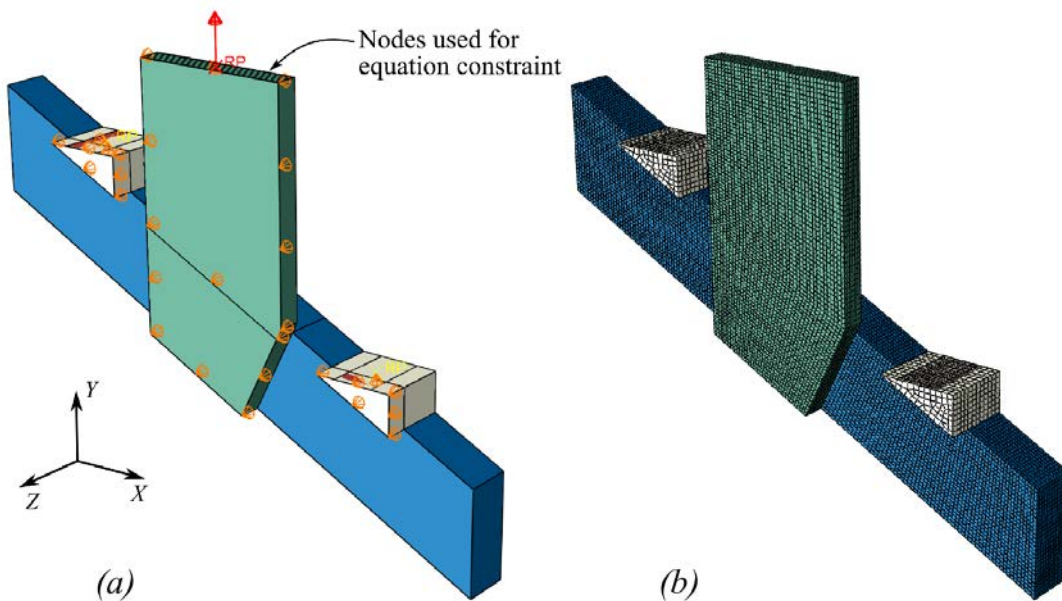 Nodes used for
equation constraint
RP
Y
Z
X
(a)
(b)